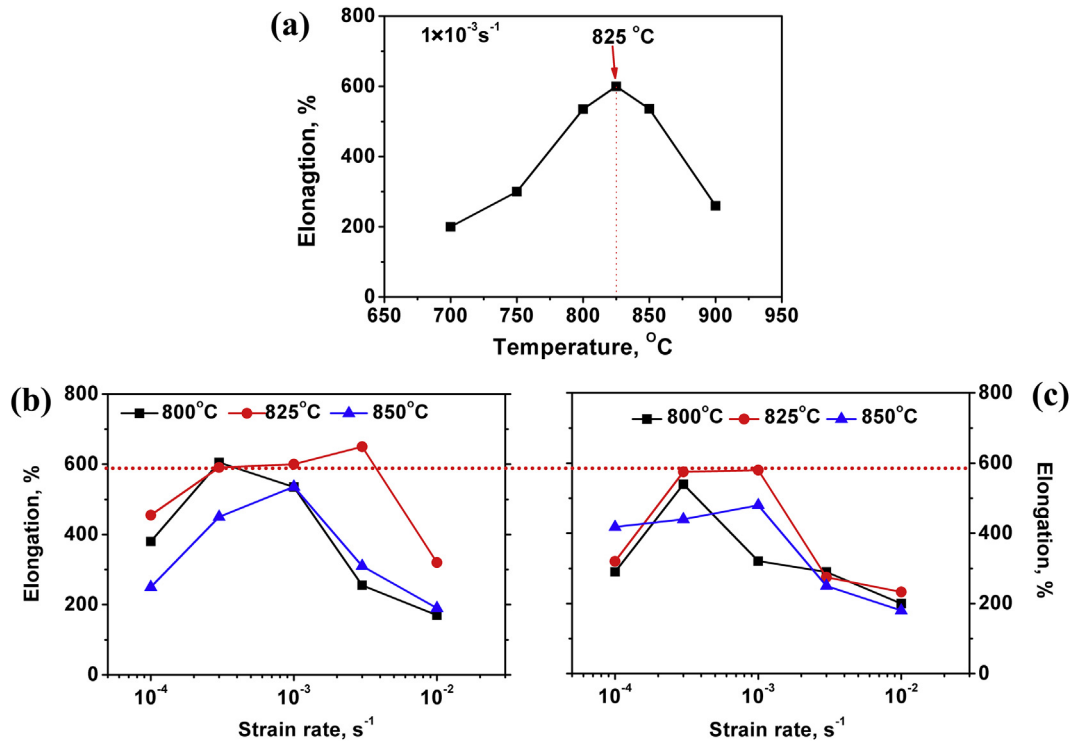 (a)
1×10⁻³s⁻¹
825 °C
800
600
400
200
0
Elonagtion, %
650 700 750 800 850 900 950
Temperature, °C
(b)
800°C 825°C 850°C
800
600
400
200
0
Elongation, %
10⁻⁴ 10⁻³ 10⁻²
Strain rate, s⁻¹
(c)
800°C 825°C 850°C
800
600
400
200
0
Elongation, %
10⁻⁴ 10⁻³ 10⁻²
Strain rate, s⁻¹